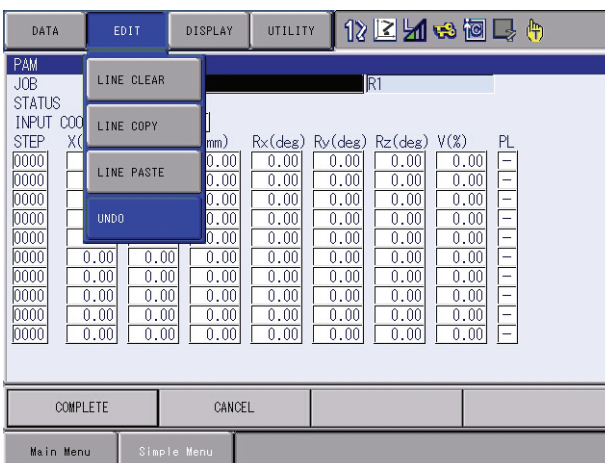 DATA EDIT DISPLAY UTILITY
PAM
JOB R1
STATUS
INPUT COO
STEP X( mm) Rx(deg) Ry(deg) Rz(deg) V(%) PL
LINE CLEAR
LINE COPY
LINE PASTE
UNDO
0000 0.00 0.00 0.00 0.00 0.00 -
0000 0.00 0.00 0.00 0.00 0.00 -
0000 0.00 0.00 0.00 0.00 0.00 -
0000 0.00 0.00 0.00 0.00 0.00 -
0000 0.00 0.00 0.00 0.00 0.00 -
0000 0.00 0.00 0.00 0.00 0.00 0.00 0.00 -
0000 0.00 0.00 0.00 0.00 0.00 0.00 0.00 -
0000 0.00 0.00 0.00 0.00 0.00 0.00 0.00 -
0000 0.00 0.00 0.00 0.00 0.00 0.00 0.00 -
0000 0.00 0.00 0.00 0.00 0.00 0.00 0.00 -
COMPLETE CANCEL
Main Menu Simple Menu